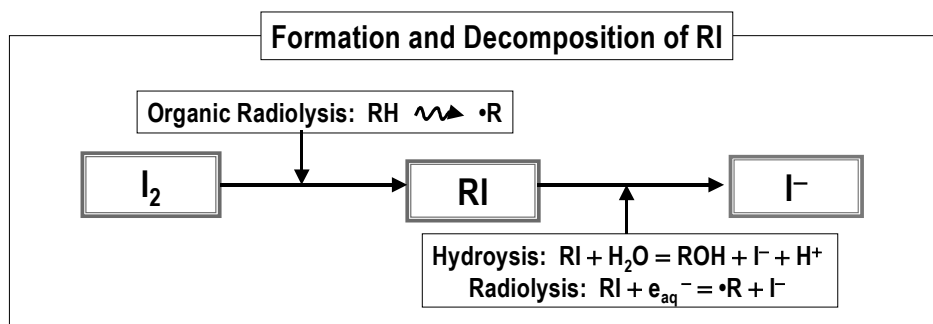 Formation and Decomposition of RI
Organic Radiolysis: RH •R
I₂
RI
I⁻
Hydroysis: RI + H₂O = ROH + I⁻ + H⁺
Radiolysis: RI + eₐq⁻ = •R + I⁻